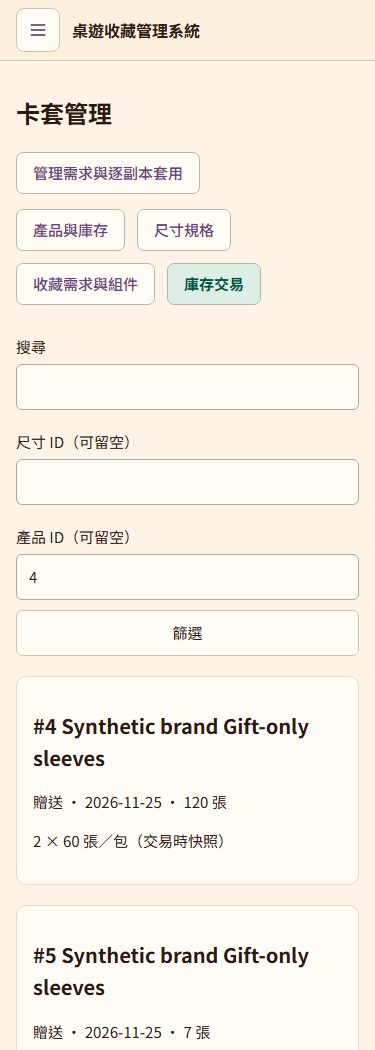 桌遊收藏管理系統
卡套管理
管理需求與逐副本套用
產品與庫存
尺寸規格
收藏需求與組件
庫存交易
搜尋
尺寸 ID（可留空）
產品 ID（可留空）
4
篩選
#4 Synthetic brand Gift-only
sleeves
贈送 · 2026-11-25 · 120 張
2 × 60 張／包（交易時快照）
#5 Synthetic brand Gift-only
sleeves
贈送 · 2026-11-25 · 7 張